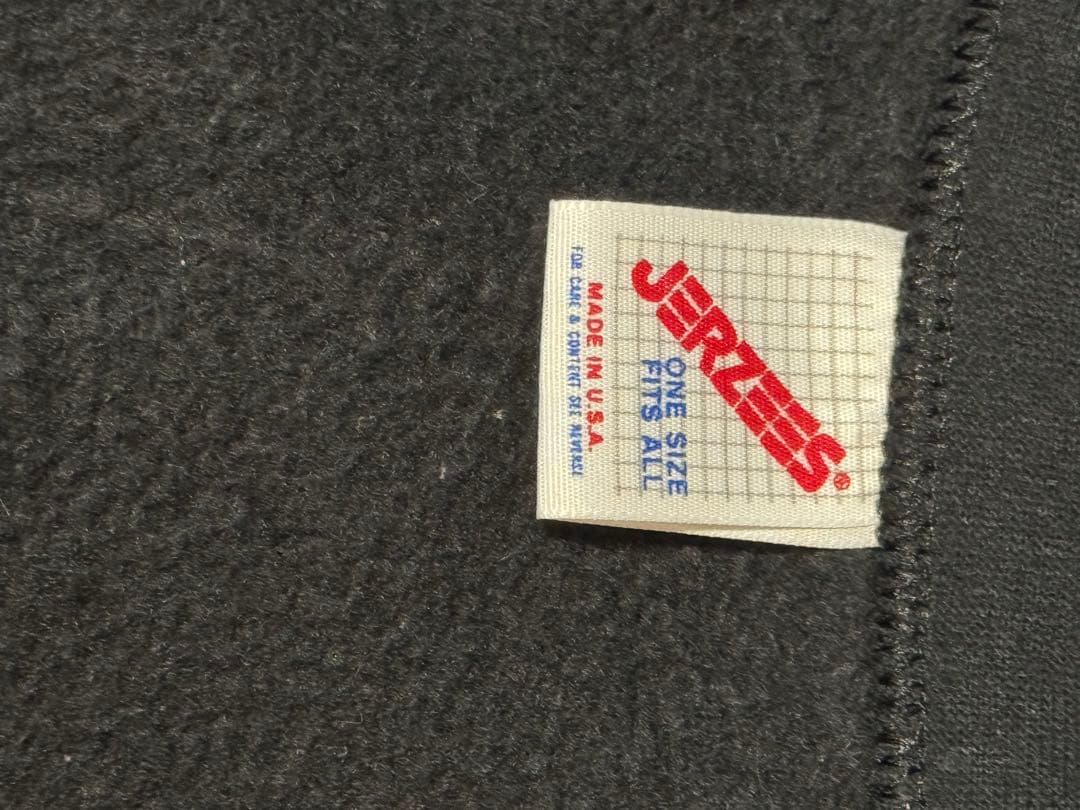 JERZEES®
ONE SIZE
FITS ALL
MADE IN U.S.A.
FOR CARE & CONTENT SEE REVERSE